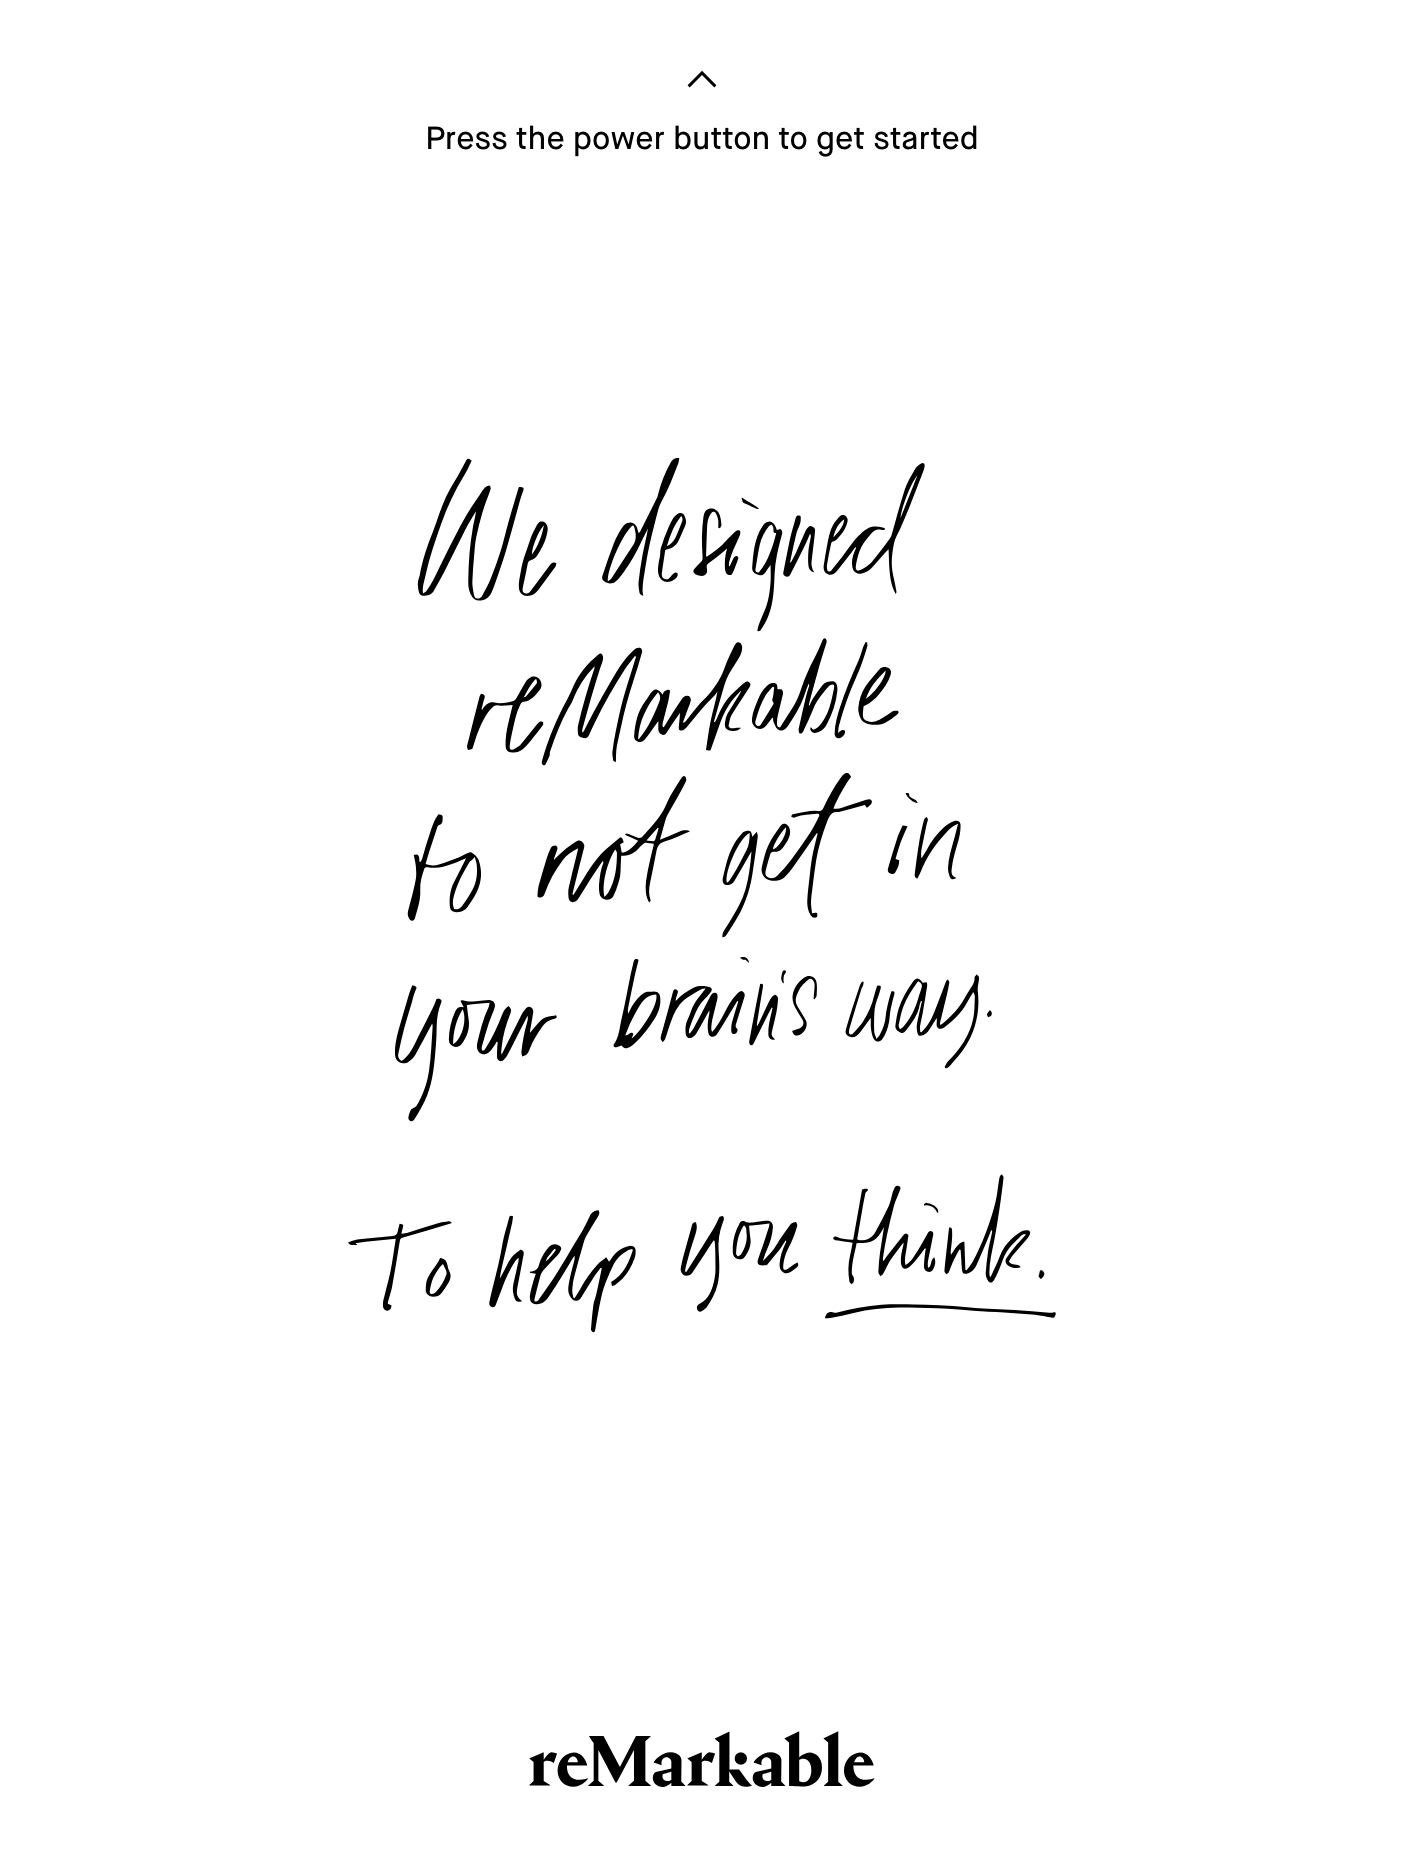 Press the power button to get started
We designed
reMarkable
to not get in
your brain's way.
To help you think.
reMarkable